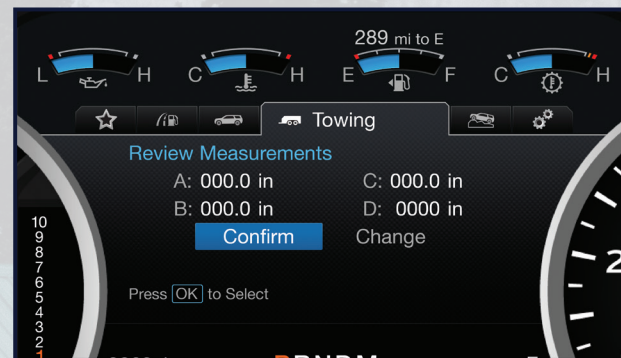 289 mi to E
L H C H E F C H
Towing
Review Measurements
A: 000.0 in C: 000.0 in
B: 000.0 in D: 0000 in
Confirm Change
Press OK to Select
10
9
8
7
6
5
4
3
2
1
2